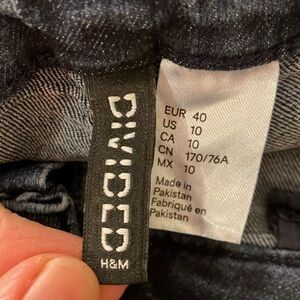 DIVIDED
H&M
EUR 40
US 10
CA 10
CN 170/76A
MX 10
Made in
Pakistan
Fabriqué en
Pakistan